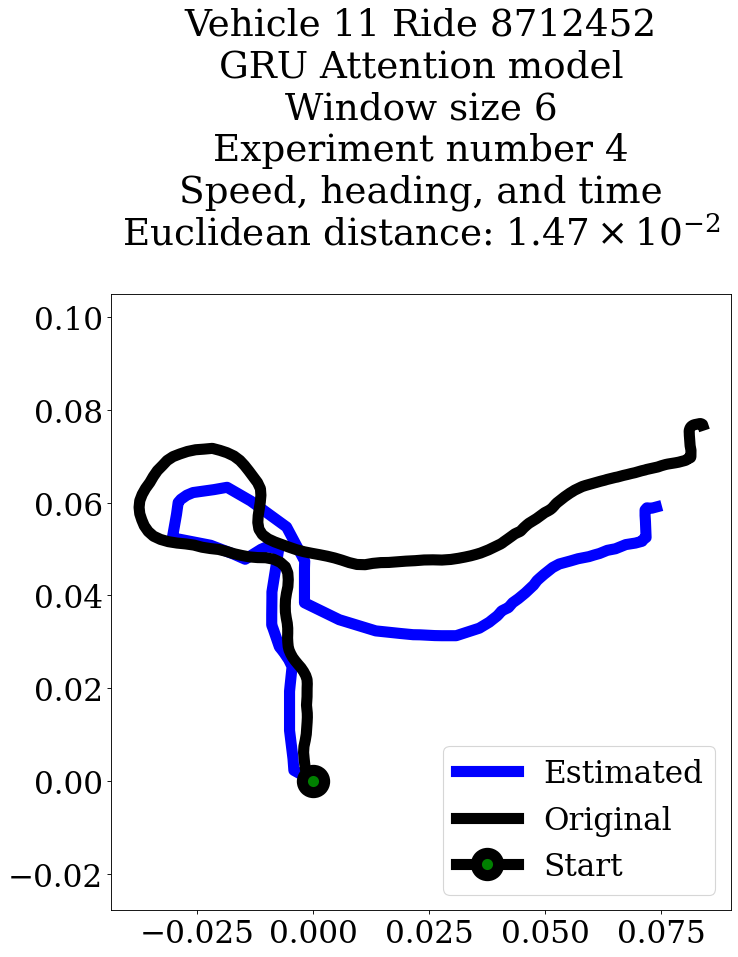 Vehicle 11 Ride 8712452
GRU Attention model
Window size 6
Experiment number 4
Speed, heading, and time
Euclidean distance: 1.47 × 10⁻²
0.10
0.08
0.06
0.04
0.02
0.00
−0.02
Estimated
Original
Start
−0.025 0.000 0.025 0.050 0.075